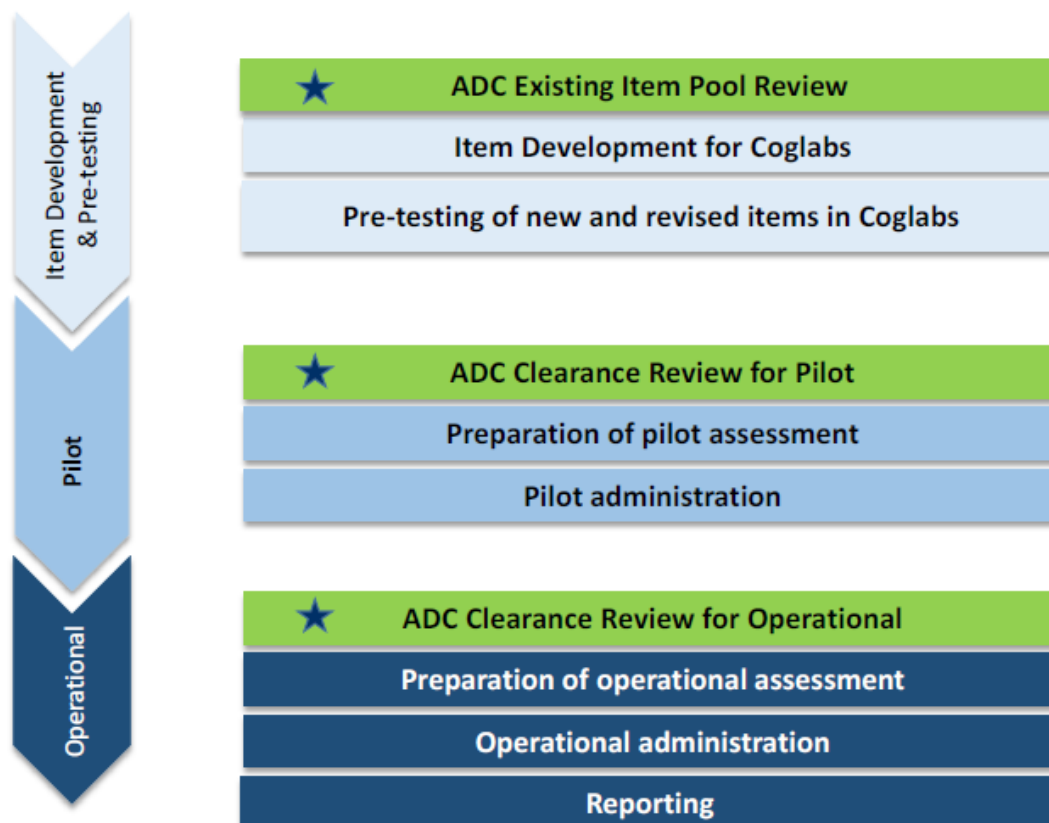 Item Development
& Pre-testing
ADC Existing Item Pool Review
Item Development for Coglabs
Pre-testing of new and revised items in Coglabs
Pilot
ADC Clearance Review for Pilot
Preparation of pilot assessment
Pilot administration
Operational
ADC Clearance Review for Operational
Preparation of operational assessment
Operational administration
Reporting